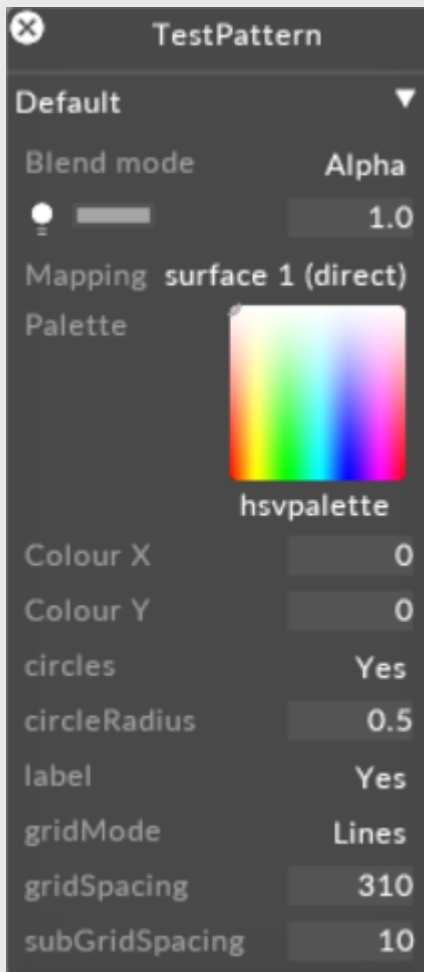 TestPattern
Default
Blend mode Alpha
1.0
Mapping surface 1 (direct)
Palette
hsvpalette
Colour X 0
Colour Y 0
circles Yes
circleRadius 0.5
label Yes
gridMode Lines
gridSpacing 310
subGridSpacing 10